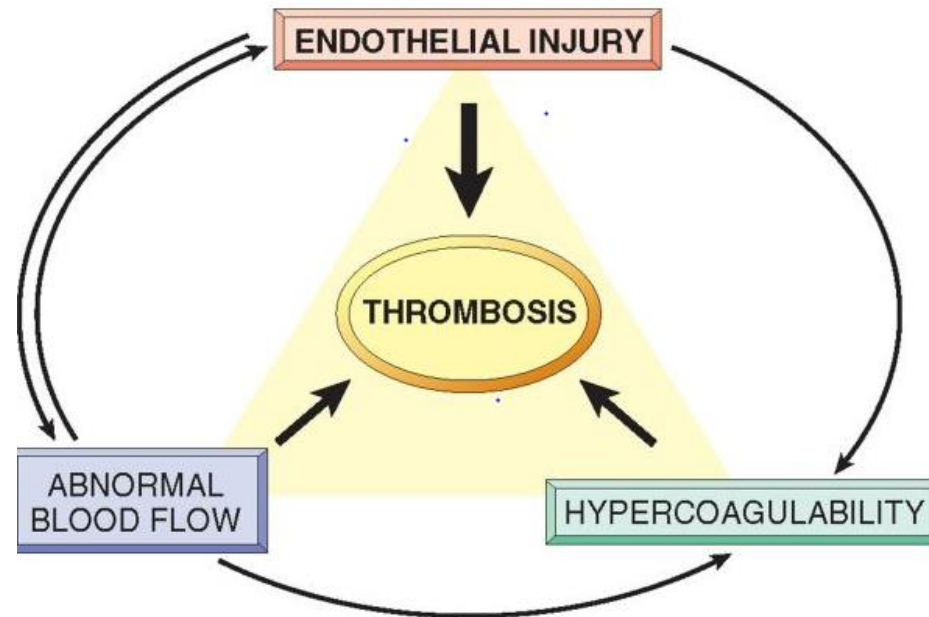 ENDOTHELIAL INJURY
THROMBOSIS
ABNORMAL
BLOOD FLOW
HYPERCOAGULABILITY